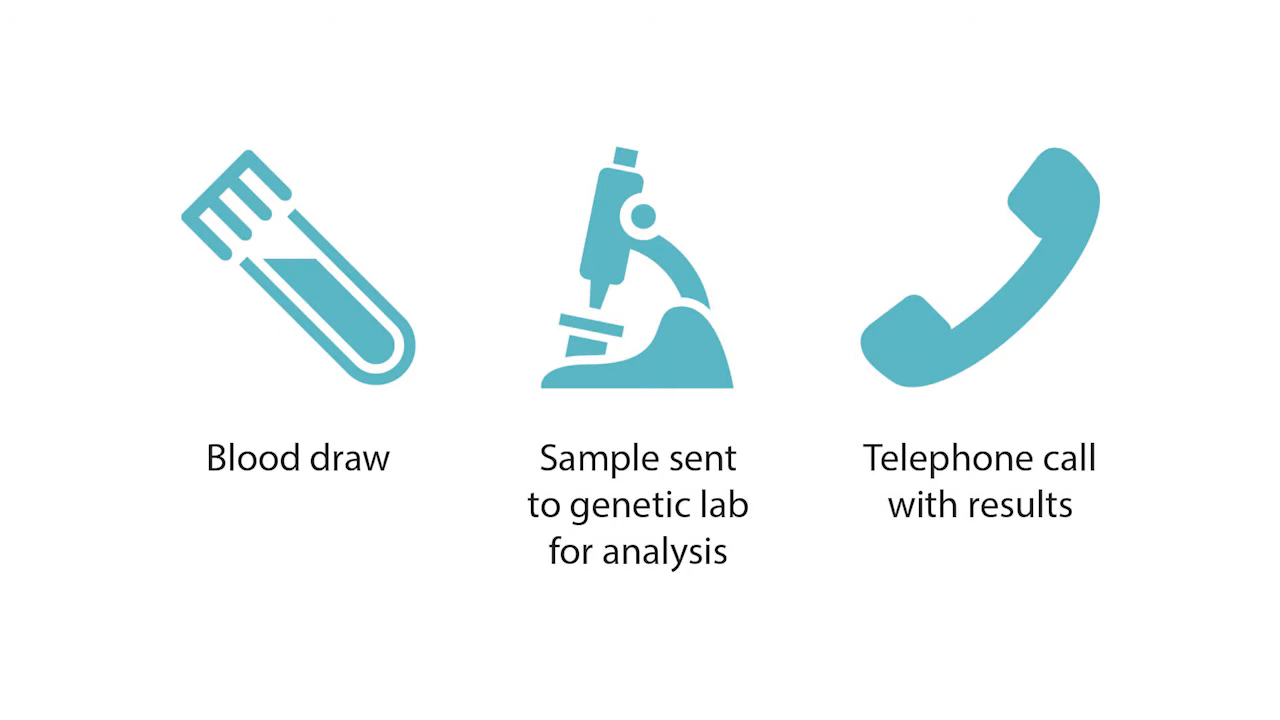 Blood draw
Sample sent
to genetic lab
for analysis
Telephone call
with results